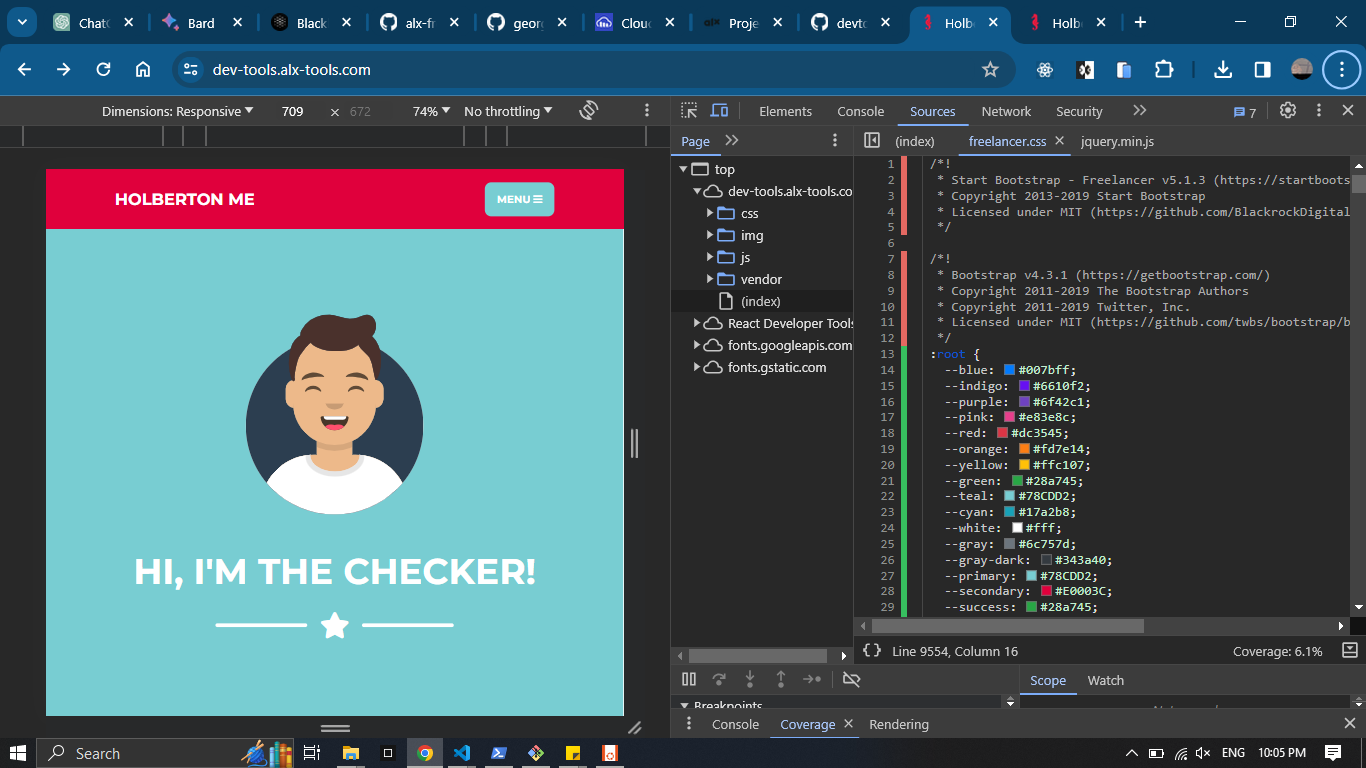 ChatG
Bard
Black
alx-fr
georg
Clou
alx Proje
devto
Holb
Holb
dev-tools.alx-tools.com
Dimensions: Responsive 709 × 672 74% No throttling
Elements Console Sources Network Security 7
Page
(index) freelancer.css jquery.min.js
top
dev-tools.alx-tools.co
css
img
js
vendor
(index)
React Developer Tools
fonts.googleapis.com
fonts.gstatic.com
HOLBERTON ME
MENU
HI, I'M THE CHECKER!
1 /*!
2 * Start Bootstrap - Freelancer v5.1.3 (https://startboots
3 * Copyright 2013-2019 Start Bootstrap
4 * Licensed under MIT (https://github.com/BlackrockDigital
5 */
6
7 /*!
8 * Bootstrap v4.3.1 (https://getbootstrap.com/)
9 * Copyright 2011-2019 The Bootstrap Authors
10 * Copyright 2011-2019 Twitter, Inc.
11 * Licensed under MIT (https://github.com/twbs/bootstrap/b
12 */
13 :root {
14 --blue: #007bff;
15 --indigo: #6610f2;
16 --purple: #6f42c1;
17 --pink: #e83e8c;
18 --red: #dc3545;
19 --orange: #fd7e14;
20 --yellow: #ffc107;
21 --green: #28a745;
22 --teal: #78CDD2;
23 --cyan: #17a2b8;
24 --white: #fff;
25 --gray: #6c757d;
26 --gray-dark: #343a40;
27 --primary: #78CDD2;
28 --secondary: #E0003C;
29 --success: #28a745;
{ } Line 9554, Column 16 Coverage: 6.1%
Scope Watch
Breakpoints
Console Coverage Rendering
Search
ENG 10:05 PM